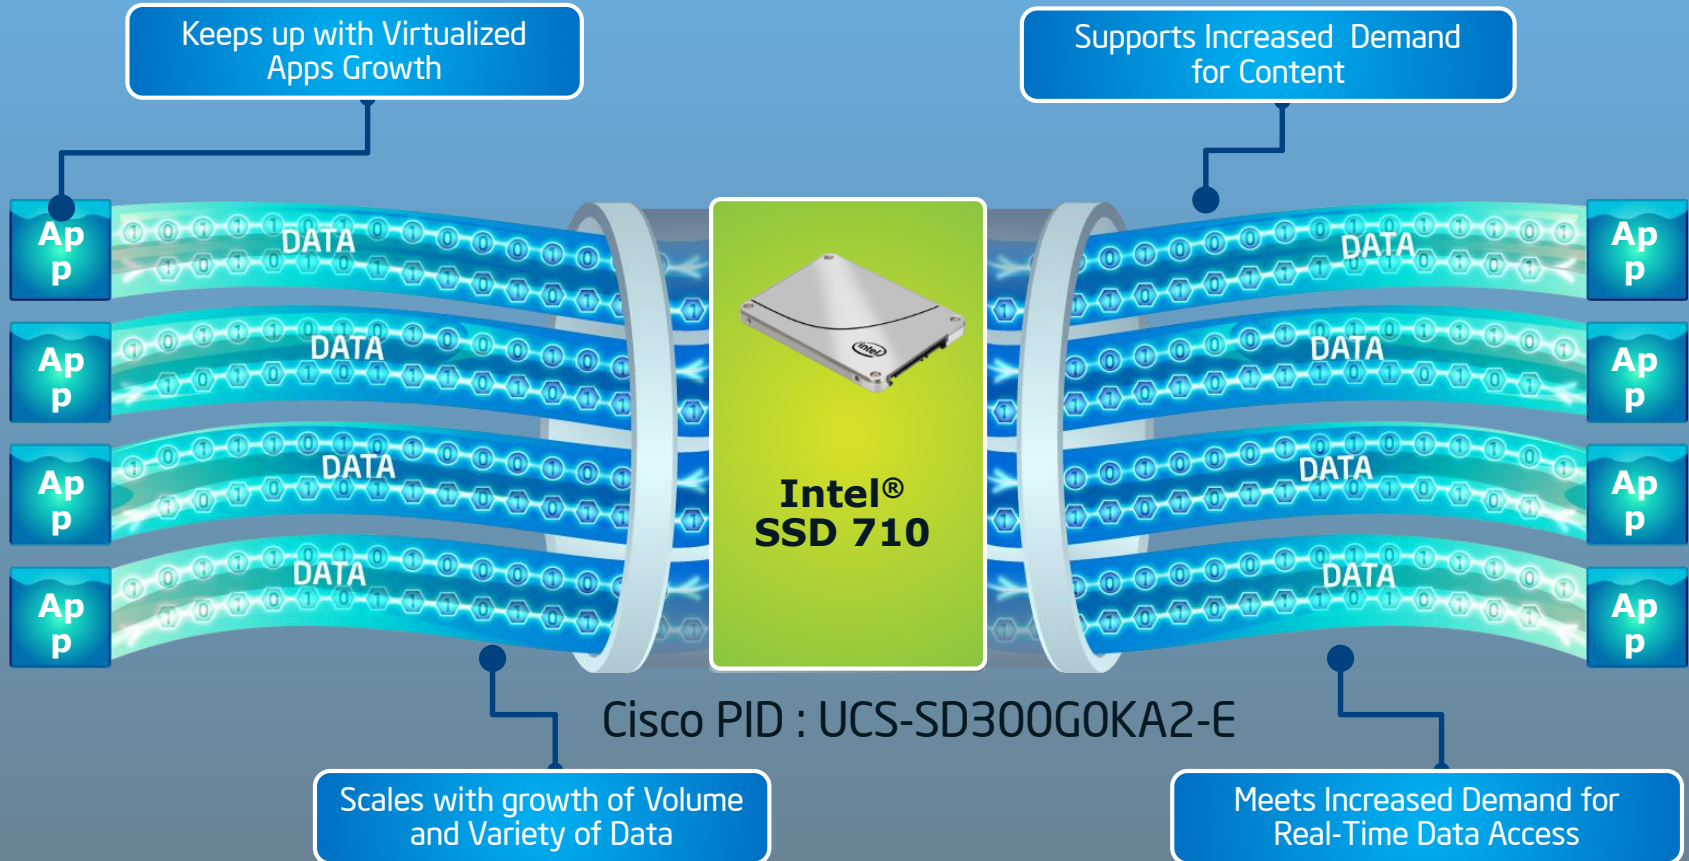 Keeps up with Virtualized
Apps Growth
Supports Increased Demand
for Content
Ap
p
DATA
DATA
Ap
p
Ap
p
DATA
DATA
Ap
p
Ap
p
DATA
DATA
Ap
p
Ap
p
DATA
DATA
Ap
p
intel
Intel®
SSD 710
Cisco PID : UCS-SD300G0KA2-E
Scales with growth of Volume
and Variety of Data
Meets Increased Demand for
Real-Time Data Access